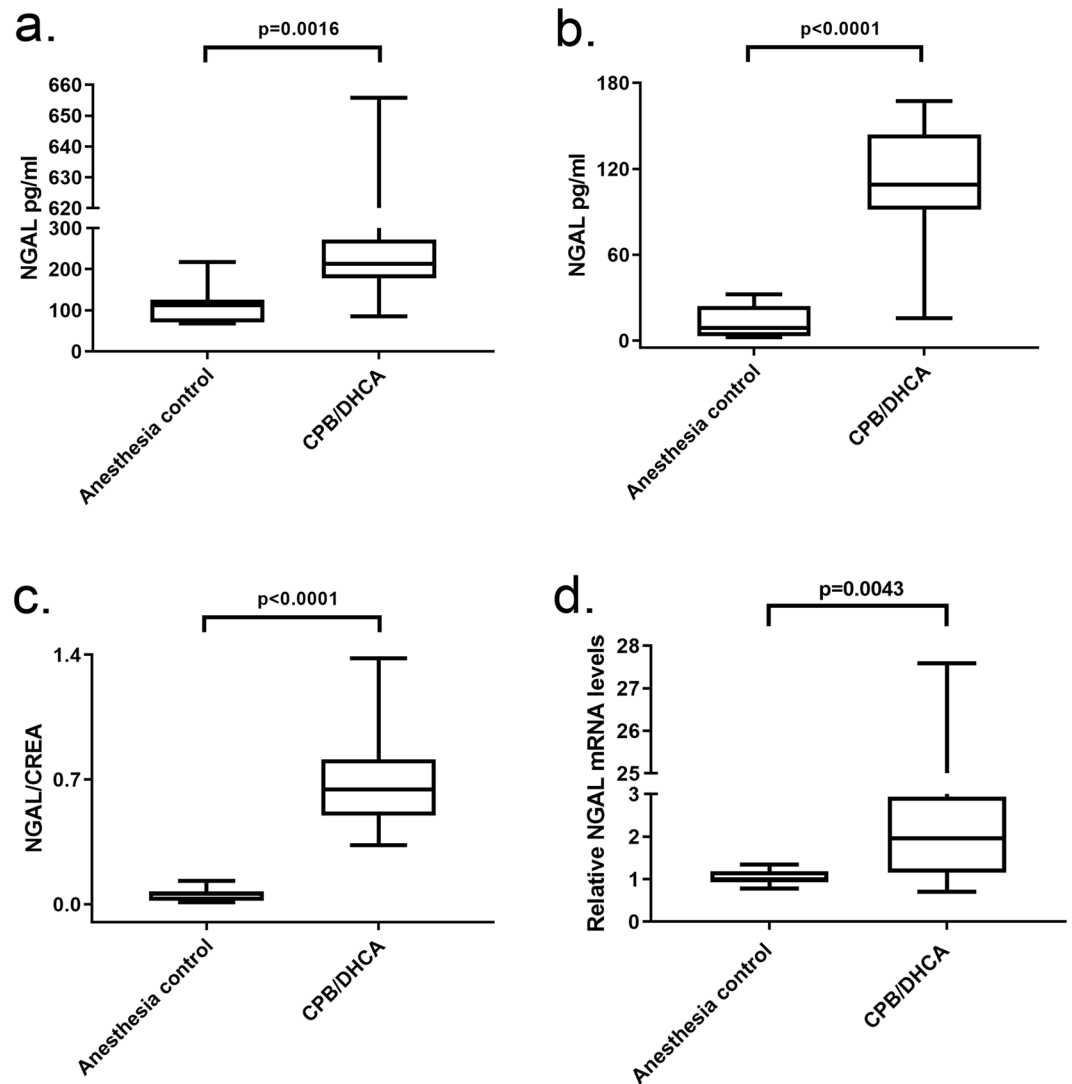 a.
p=0.0016
NGAL pg/ml
660
650
640
630
620
300
200
100
0
Anesthesia control
CPB/DHCA
b.
p<0.0001
NGAL pg/ml
180
120
60
0
Anesthesia control
CPB/DHCA
c.
p<0.0001
NGAL/CREA
1.4
0.7
0.0
Anesthesia control
CPB/DHCA
d.
p=0.0043
Relative NGAL mRNA levels
28
27
26
25
3
2
1
0
Anesthesia control
CPB/DHCA